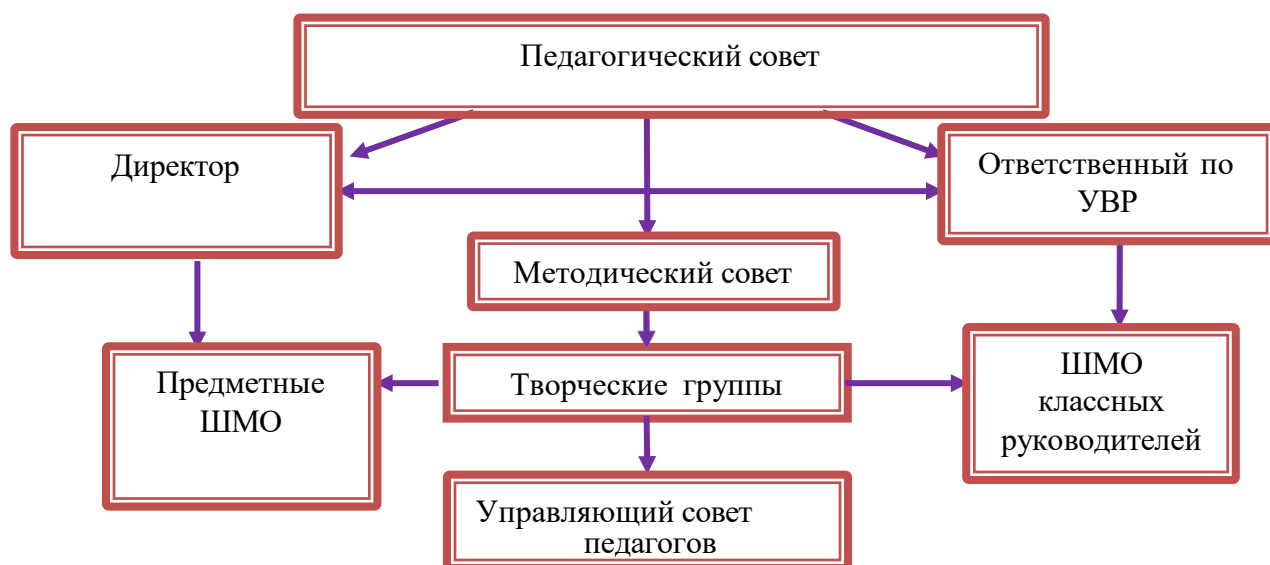 Педагогический совет
Директор
Ответственный по
УВР
Методический совет
Предметные
ШМО
Творческие группы
ШМО
классных
руководителей
Управляющий совет
педагогов